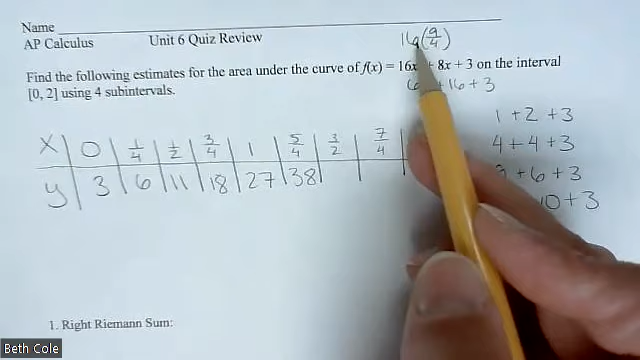 Name
AP Calculus Unit 6 Quiz Review 16(9/4)
Find the following estimates for the area under the curve of f(x) = 16x + 8x + 3 on the interval
[0, 2] using 4 subintervals. 6 + 16 + 3
1 + 2 + 3
X 0 1/4 1/2 3/4 1 5/4 3/2 7/4 4 + 4 + 3
y 3 6 11 18 27 38 + 6 + 3
10 + 3
1. Right Riemann Sum:
Beth Cole